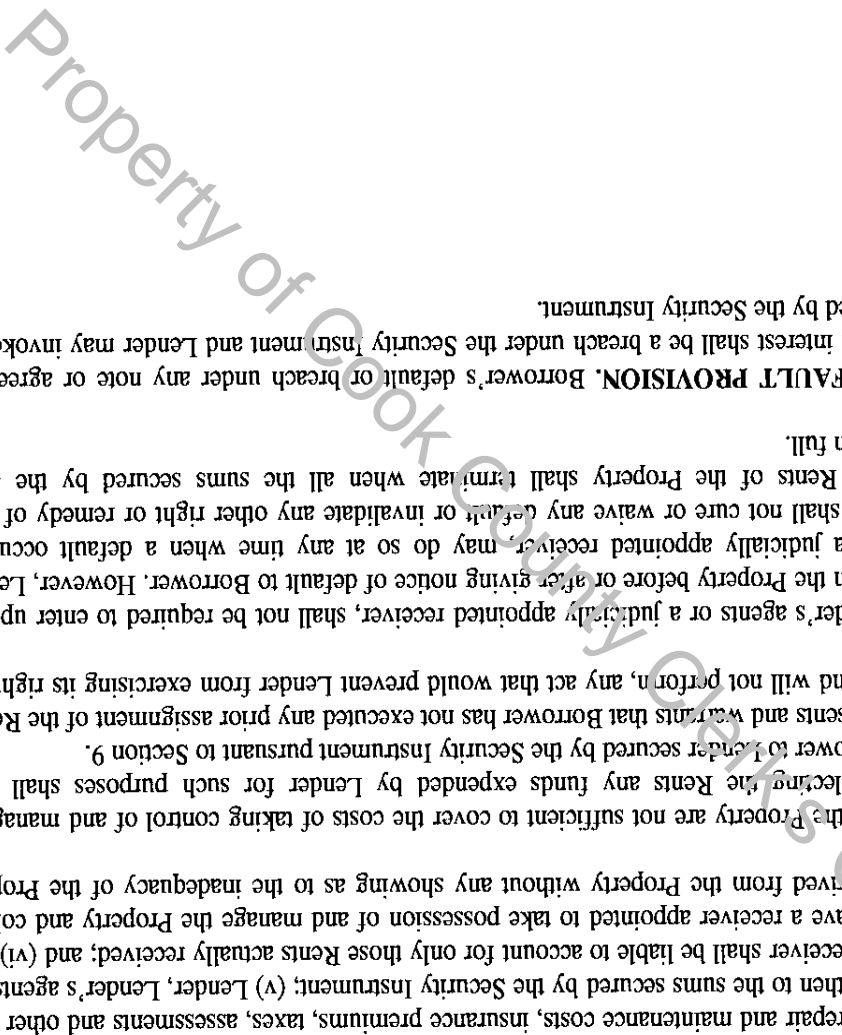 repair and maintenance costs, insurance premiums, taxes, assessments and other
then to the sums secured by the Security Instrument; (v) Lender, Lender's agents
receiver shall be liable to account for only those Rents actually received; and (vi)
ave a receiver appointed to take possession of and manage the Property and co
rived from the Property without any showing as to the inadequacy of the Prop
the Property are not sufficient to cover the costs of taking control of and manag
lecting the Rents any funds expended by Lender for such purposes shall
ower to Lender secured by the Security Instrument pursuant to Section 9.
sents and warrants that Borrower has not executed any prior assignment of the Re
nd will not perform, any act that would prevent Lender from exercising its righ
der's agents or a judicially appointed receiver, shall not be required to enter up
n the Property before or after giving notice of default to Borrower. However, Le
a judicially appointed receiver, may do so at any time when a default occu
shall not cure or waive any default or invalidate any other right or remedy of
Rents of the Property shall terminate when all the sums secured by the
n full.
FAULT PROVISION. Borrower's default or breach under any note or agree
interest shall be a breach under the Security Instrument and Lender may invok
ed by the Security Instrument.
Property of Cook County Clerk's O